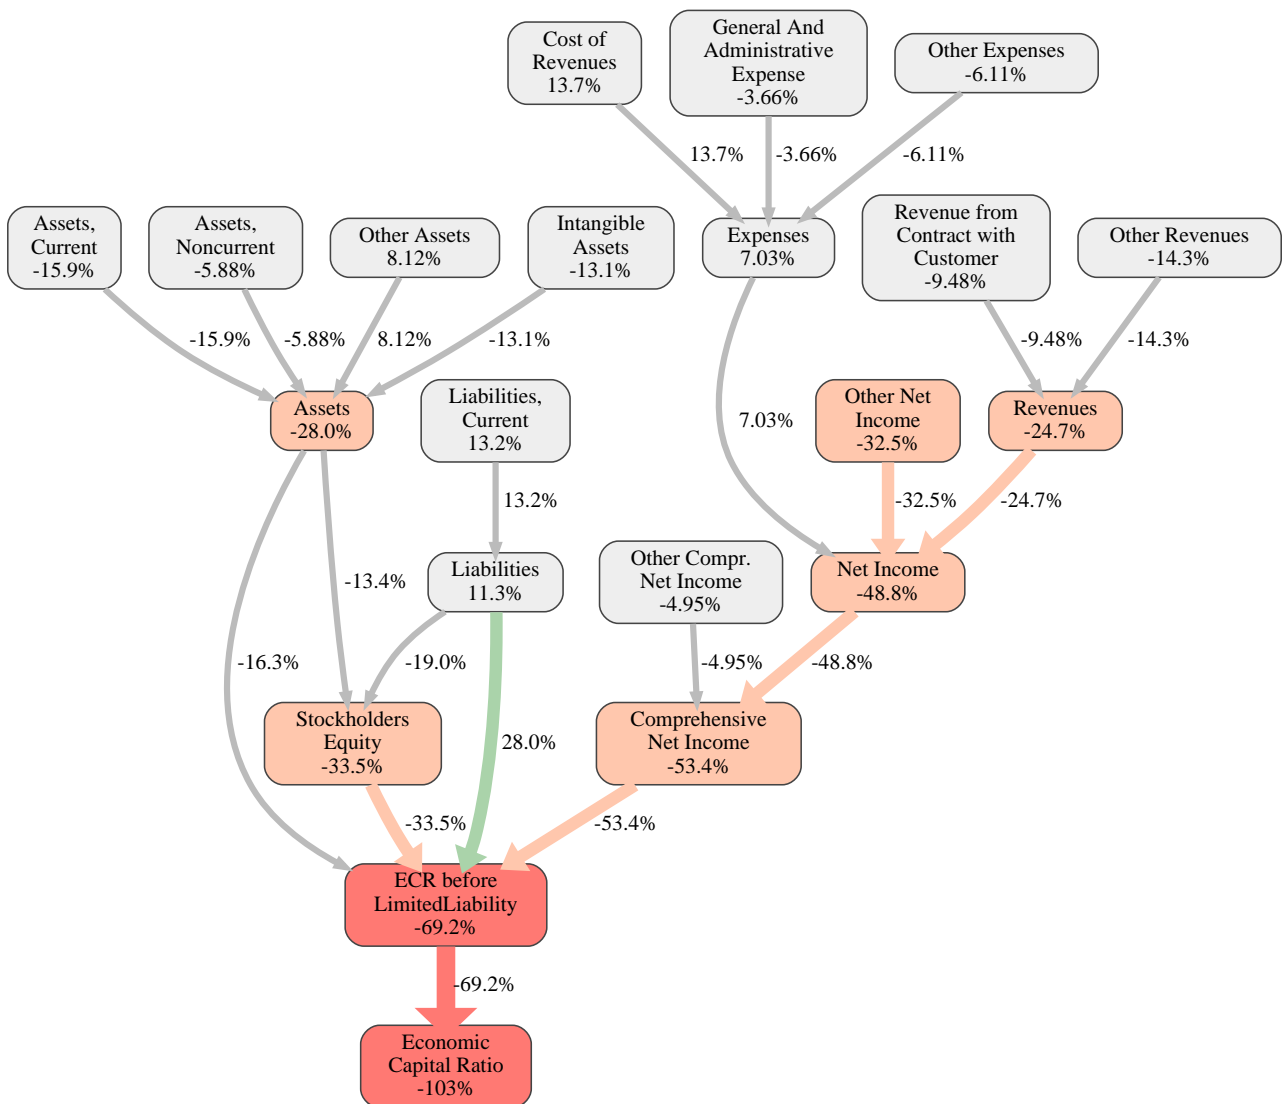 Cost of
Revenues
13.7%
General And
Administrative
Expense
-3.66%
Other Expenses
-6.11%
13.7%
-3.66%
-6.11%
Assets,
Current
-15.9%
Assets,
Noncurrent
-5.88%
Other Assets
8.12%
Intangible
Assets
-13.1%
Expenses
7.03%
Revenue from
Contract with
Customer
-9.48%
Other Revenues
-14.3%
-15.9%
-5.88%
8.12%
-13.1%
-9.48%
-14.3%
Assets
-28.0%
Liabilities,
Current
13.2%
7.03%
Other Net
Income
-32.5%
Revenues
-24.7%
13.2%
-32.5%
-24.7%
-13.4%
Liabilities
11.3%
Other Compr.
Net Income
-4.95%
Net Income
-48.8%
-16.3%
-19.0%
-4.95%
-48.8%
Stockholders
Equity
-33.5%
28.0%
Comprehensive
Net Income
-53.4%
-33.5%
-53.4%
ECR before
LimitedLiability
-69.2%
-69.2%
Economic
Capital Ratio
-103%